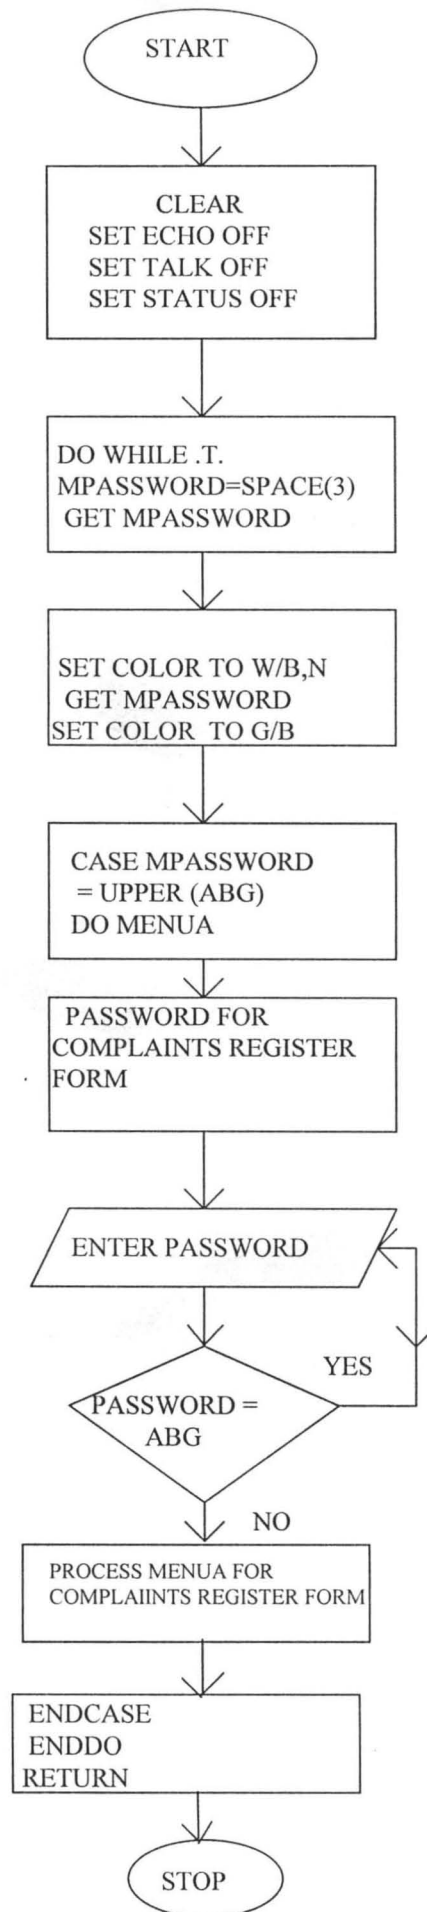 START
CLEAR
SET ECHO OFF
SET TALK OFF
SET STATUS OFF
DO WHILE .T.
MPASSWORD=SPACE(3)
GET MPASSWORD
SET COLOR TO W/B,N
GET MPASSWORD
SET COLOR TO G/B
CASE MPASSWORD
= UPPER (ABG)
DO MENUA
PASSWORD FOR
COMPLAINTS REGISTER
FORM
ENTER PASSWORD
YES
PASSWORD =
ABG
NO
PROCESS MENUA FOR
COMPLAIINTS REGISTER FORM
ENDCASE
ENDDO
RETURN
STOP